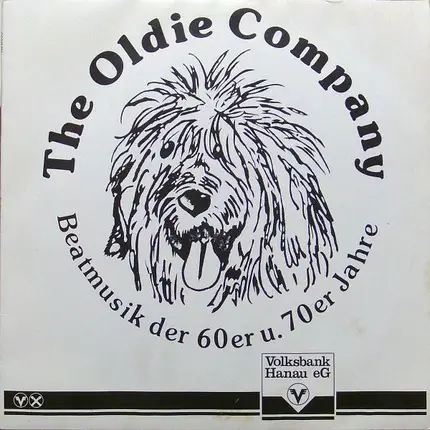 The Oldie Company
Beatmusik der 60er u. 70er Jahre
Volksbank
Hanau eG